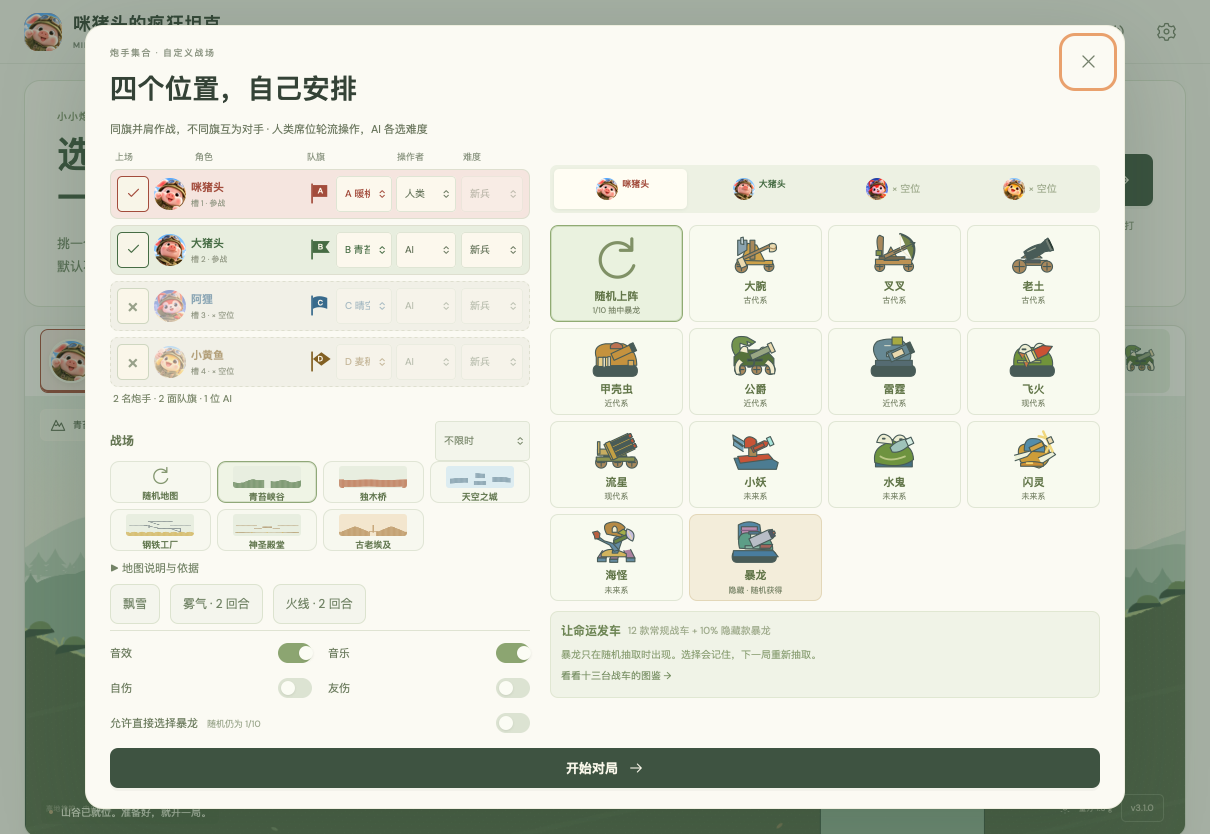 咪猪头的疯狂坦克
炮手集合 · 自定义战场
四个位置，自己安排
同旗并肩作战，不同旗互为对手 · 人类席位轮流操作，AI 各选难度
上场 角色 队旗 操作者 难度
咪猪头
槽 1 · 参战
A
A 暖
人类
新兵
大猪头
槽 2 · 参战
B
B 青
AI
新兵
阿狸
槽 3 · × 空位
C
C 晴
AI
新兵
小黄鱼
槽 4 · × 空位
D
D 麦
AI
新兵
2 名炮手 · 2 面队旗 · 1 位 AI
战场
不限时
随机地图
青苔峡谷
独木桥
天空之城
钢铁工厂
神圣殿堂
古老埃及
地图说明与依据
飘雪
雾气 · 2 回合
火线 · 2 回合
音效
音乐
自伤
友伤
允许直接选择暴龙 随机仍为 1/10
咪猪头
大猪头
× 空位
× 空位
随机上阵
1/10 抽中暴龙
大腕
古代系
叉叉
古代系
老土
古代系
甲壳虫
近代系
公爵
近代系
雷霆
近代系
飞火
现代系
流星
现代系
小妖
未来系
水鬼
未来系
闪灵
未来系
海怪
未来系
暴龙
隐藏 · 随机获得
让命运发车 12 款常规战车 + 10% 隐藏款暴龙
暴龙只在随机抽取时出现。选择会记住，下一局重新抽取。
看看十三台战车的图鉴 →
开始对局 →
山谷已就位。准备好，就开一局。
v3.1.0